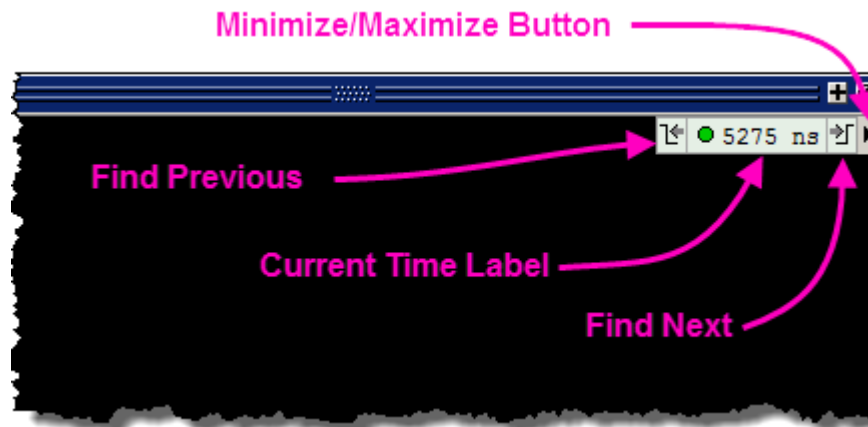 Minimize/Maximize Button
5275 ns
Find Previous
Current Time Label
Find Next